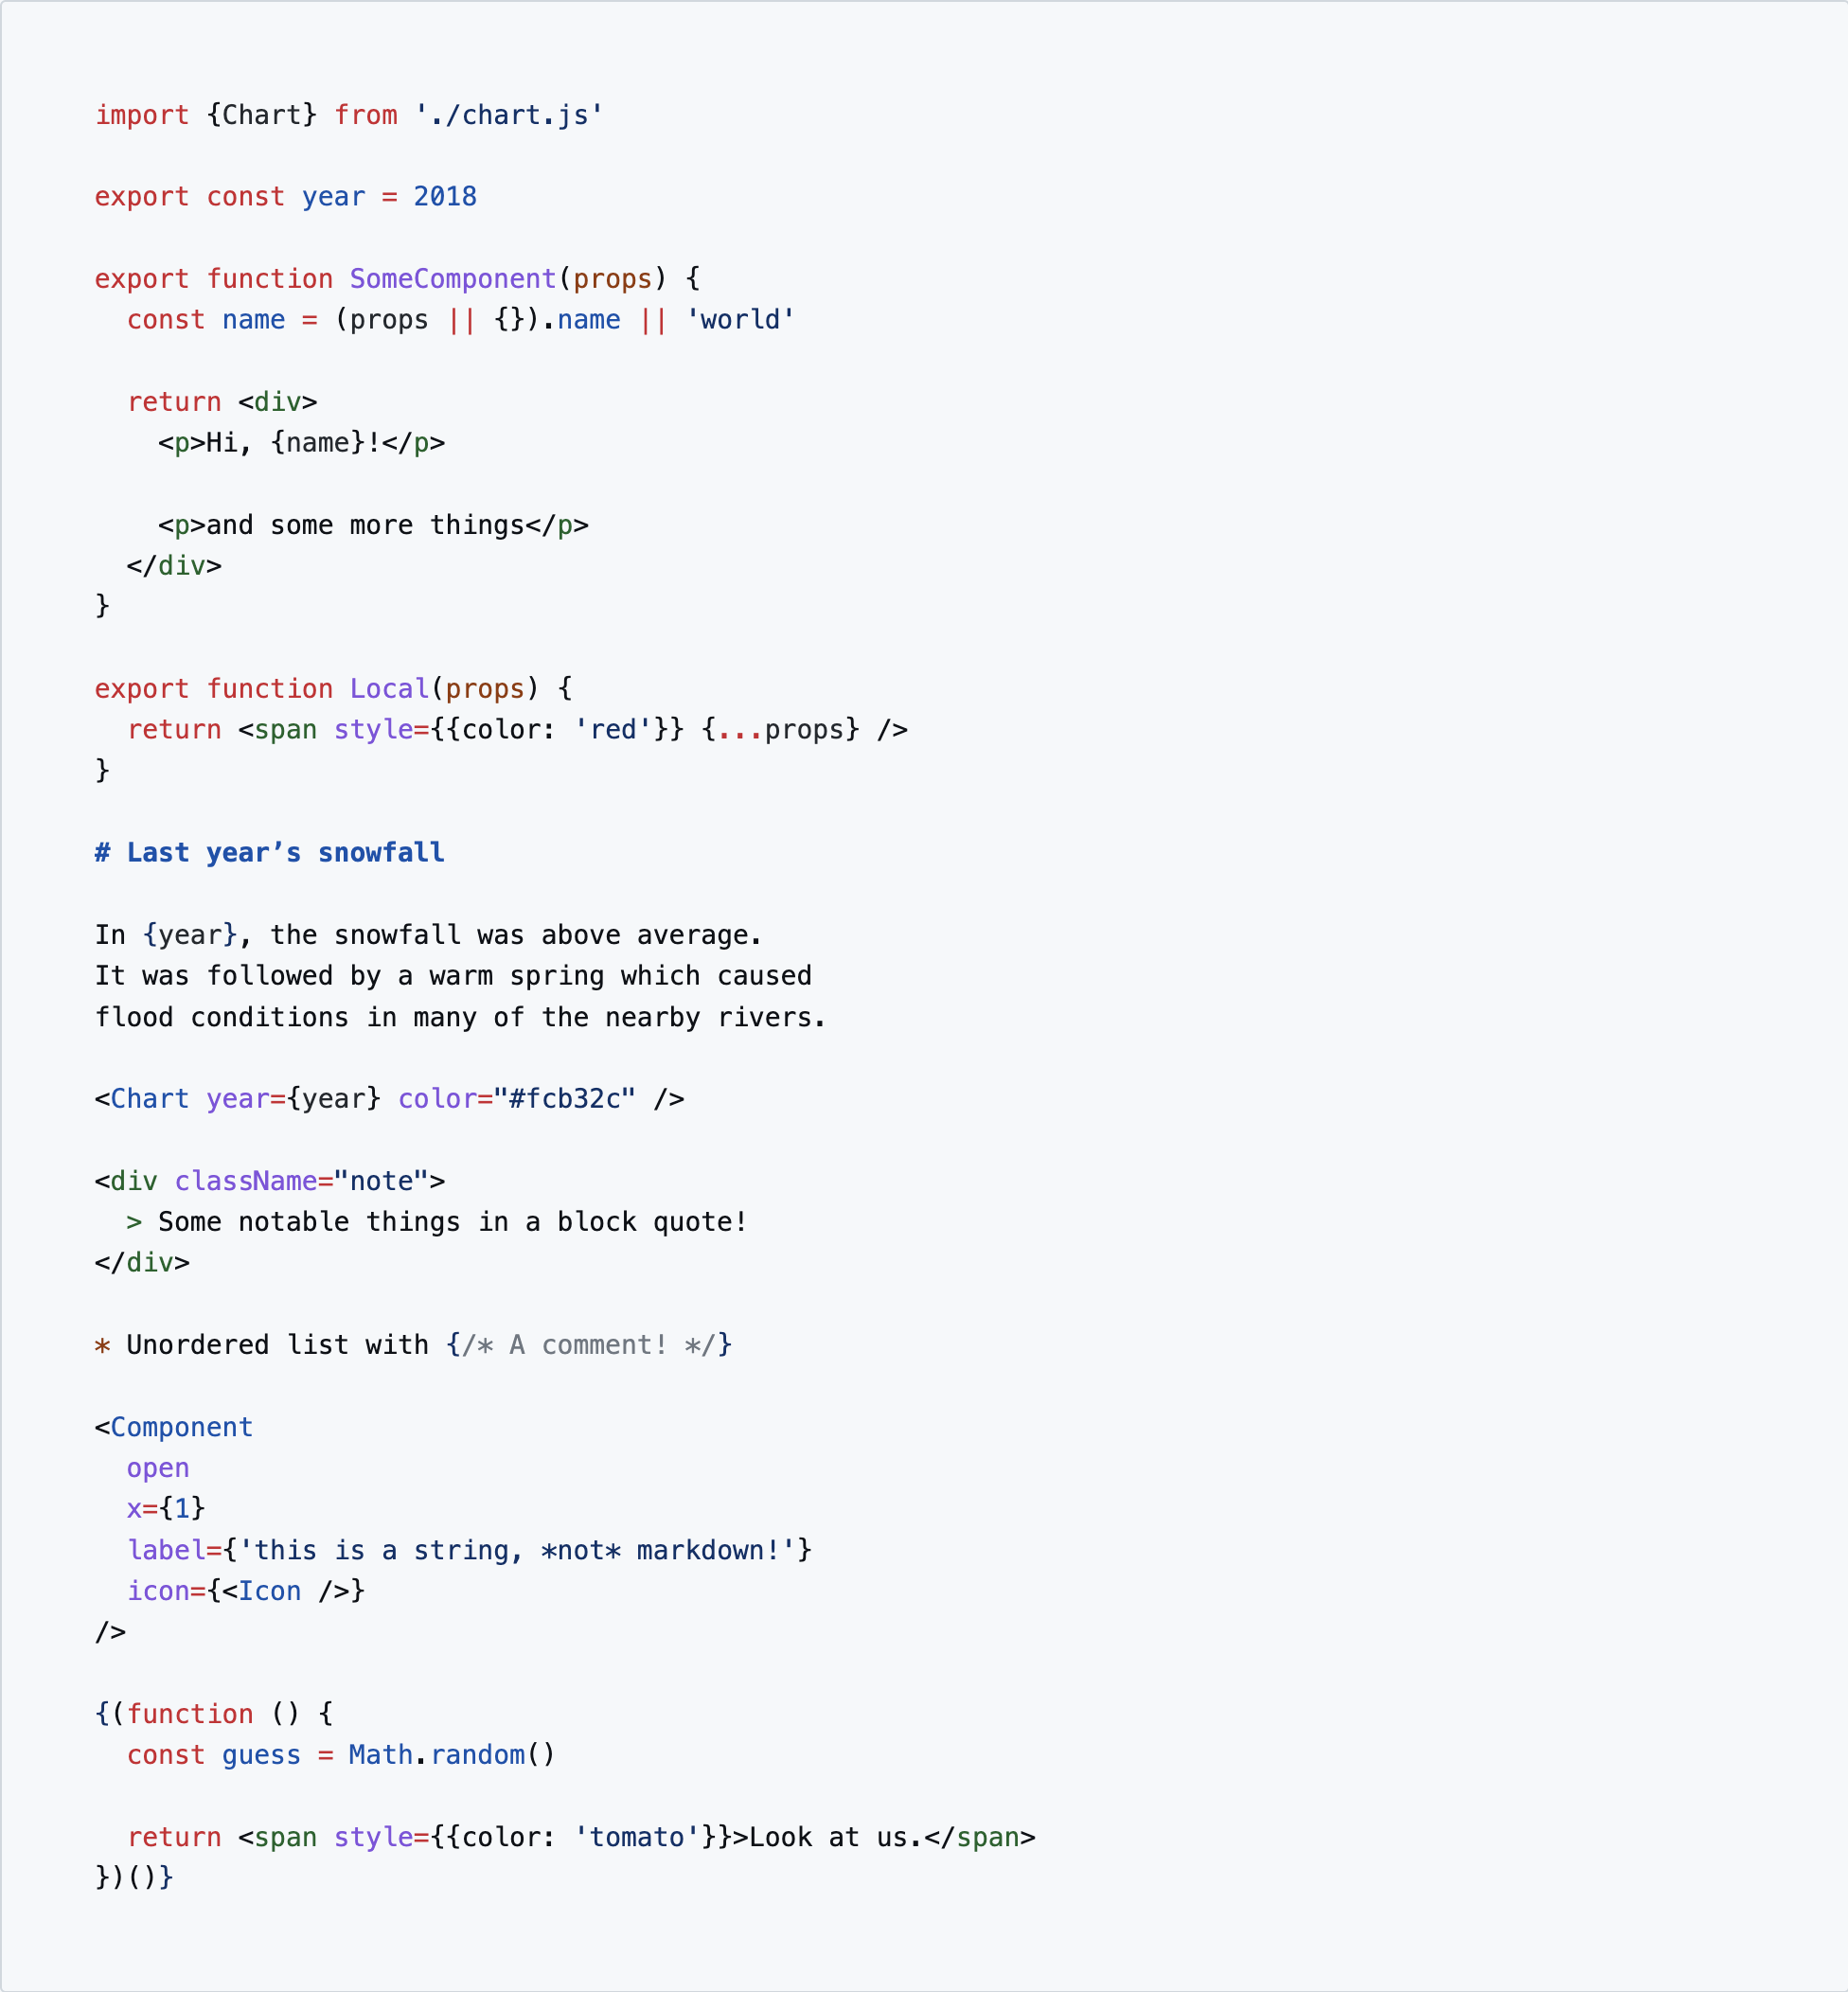 import {Chart} from './chart.js'

export const year = 2018

export function SomeComponent(props) {
  const name = (props || {}).name || 'world'

  return <div>
    <p>Hi, {name}!</p>

    <p>and some more things</p>
  </div>
}

export function Local(props) {
  return <span style={{color: 'red'}} {...props} />
}

# Last year’s snowfall

In {year}, the snowfall was above average.
It was followed by a warm spring which caused
flood conditions in many of the nearby rivers.

<Chart year={year} color="#fcb32c" />

<div className="note">
  > Some notable things in a block quote!
</div>

* Unordered list with {/* A comment! */}

<Component
  open
  x={1}
  label={'this is a string, *not* markdown!'}
  icon={<Icon />}
/>

{(function () {
  const guess = Math.random()

  return <span style={{color: 'tomato'}}>Look at us.</span>
})()}